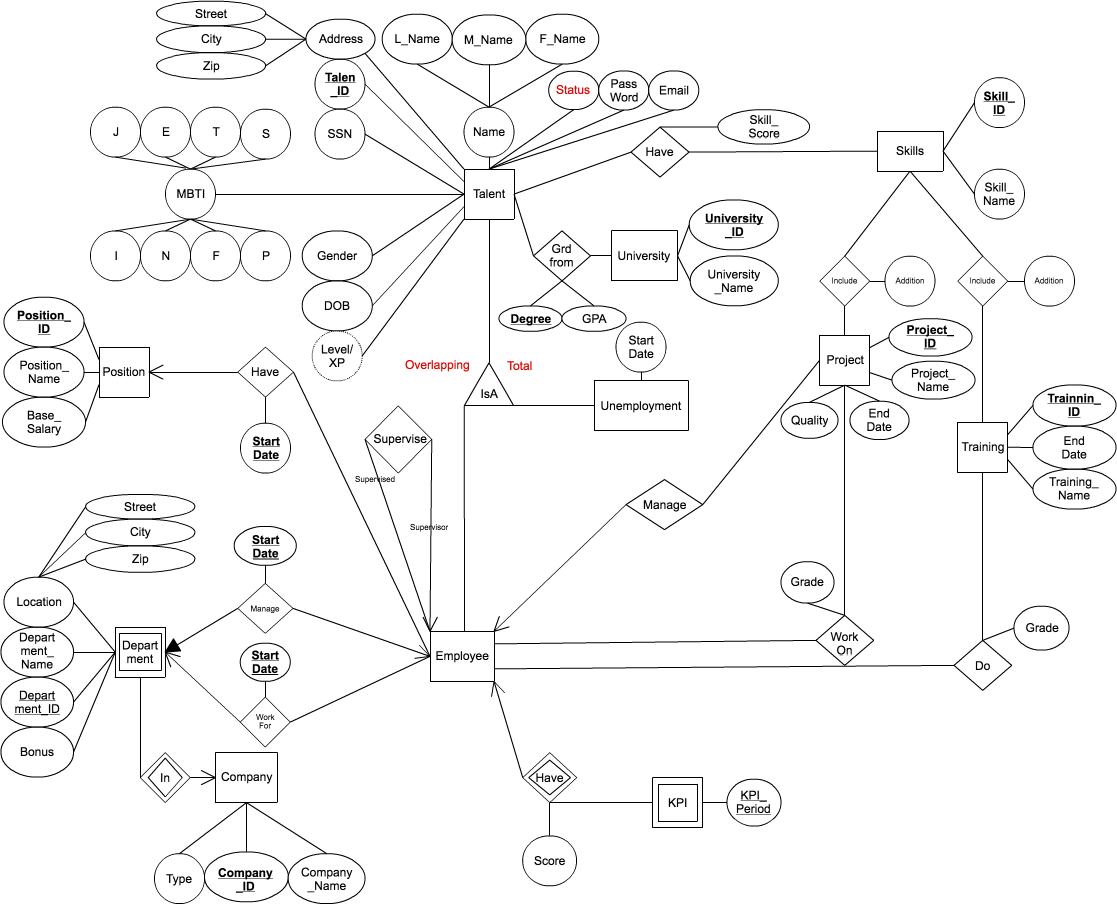 Street
City
Zip
Address
L_Name
M_Name
F_Name
Talen
_ID
Status
Pass
Word
Email
Skill_
ID
J
E
T
S
SSN
Name
Skill_
Score
Have
Skills
MBTI
Talent
Skill_
Name
I
N
F
P
Gender
Grd
from
University
University
_ID
University
_Name
Include
Addition
Include
Addition
DOB
Degree
GPA
Position_
ID
Level/
XP
Start
Date
Project_
ID
Position_
Name
Position
Have
Overlapping
Total
Project
Project_
Name
IsA
Unemployment
Base_
Salary
Start
Date
Quality
End
Date
Trainnin_
ID
Supervise
Training
End
Date
Supervised
Training_
Name
Street
City
Zip
Manage
Supervisor
Start
Date
Grade
Location
Manage
Grade
Depart
ment_
Name
Depart
ment
Start
Date
Employee
Work
On
Do
Depart
ment_ID
Work
For
Bonus
In
Company
Have
KPI
KPI_
Period
Type
Company
_ID
Company
_Name
Score